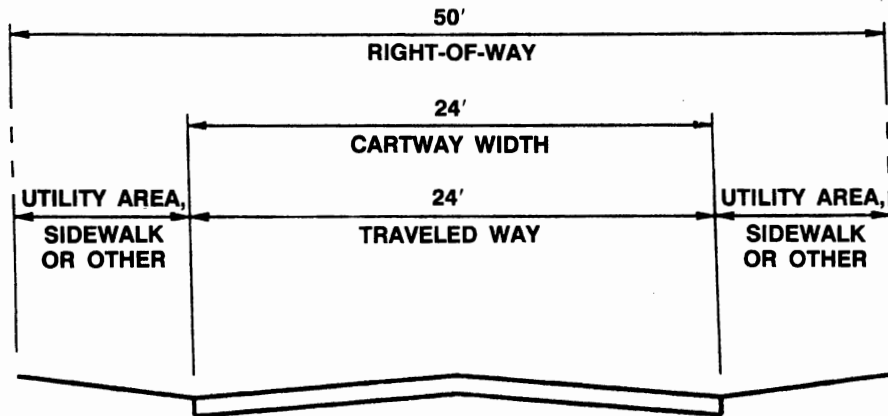 50'
RIGHT-OF-WAY
24'
CARTWAY WIDTH
UTILITY AREA,
SIDEWALK
OR OTHER
24'
TRAVELED WAY
UTILITY AREA,
SIDEWALK
OR OTHER